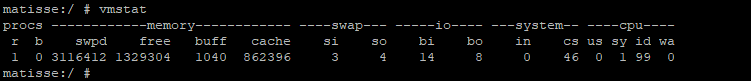 matisse:/ # vmstat
procs -----------memory------------- ----swap--- -----io---- ---system-- ----cpu----
r b swpd free buff cache si so bi bo in cs us sy id wa
1 0 3116412 1329304 1040 862396 3 4 14 8 0 46 0 1 99 0
matisse:/ #